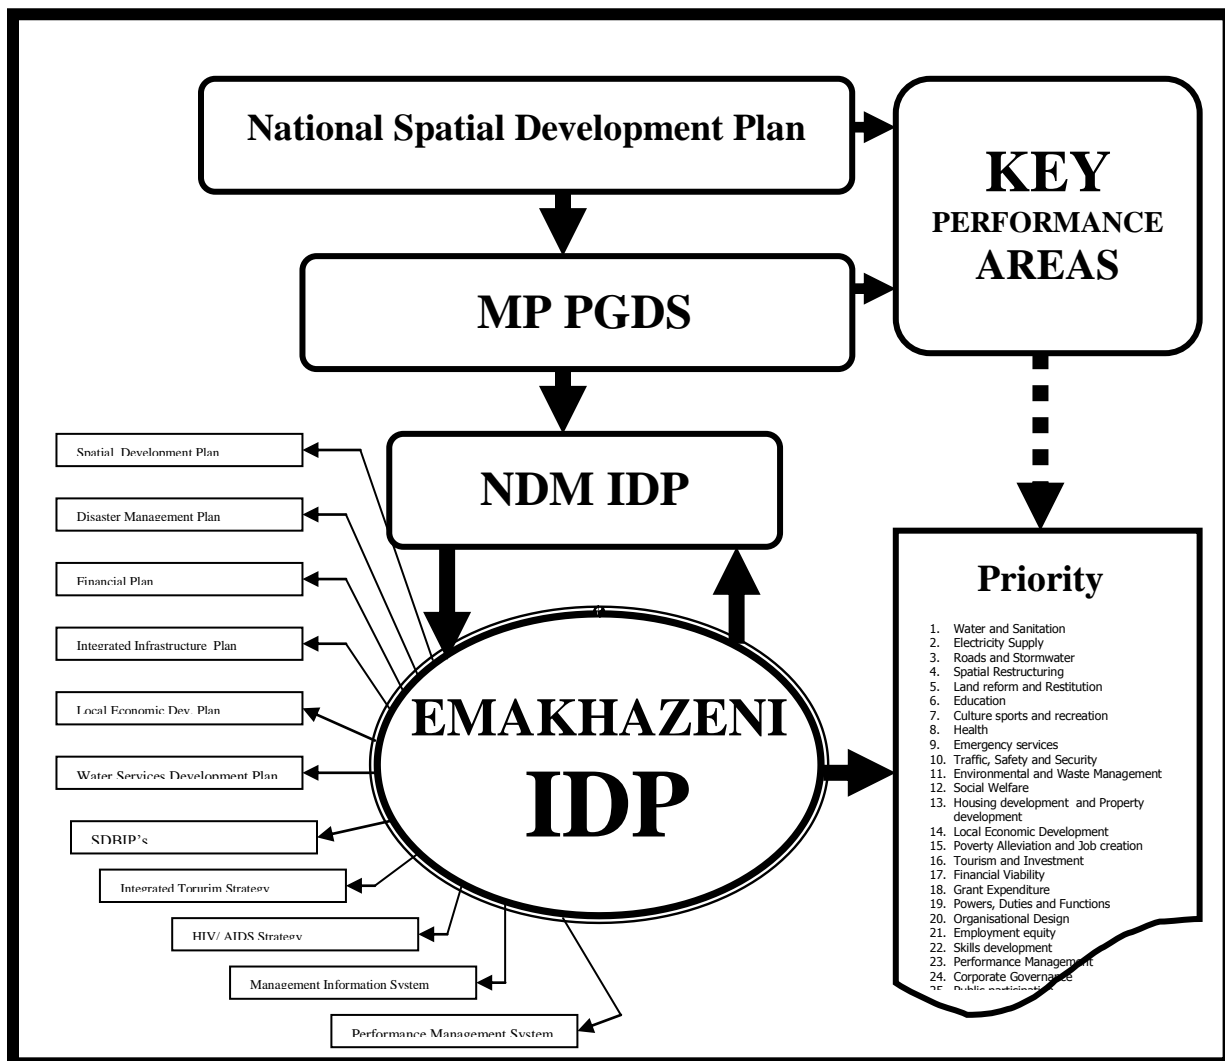 National Spatial Development Plan
KEY
PERFORMANCE
AREAS
MP PGDS
NDM IDP
Spatial Development Plan
Disaster Management Plan
Financial Plan
Integrated Infrastructure Plan
Local Economic Dev. Plan
Water Services Development Plan
SDBIP's
Integrated Torurim Strategy
HIV/ AIDS Strategy
Management Information System
Performance Management System
EMAKHAZENI
IDP
Priority
1. Water and Sanitation
2. Electricity Supply
3. Roads and Stormwater
4. Spatial Restructuring
5. Land reform and Restitution
6. Education
7. Culture sports and recreation
8. Health
9. Emergency services
10. Traffic, Safety and Security
11. Environmental and Waste Management
12. Social Welfare
13. Housing development and Property
development
14. Local Economic Development
15. Poverty Alleviation and Job creation
16. Tourism and Investment
17. Financial Viability
18. Grant Expenditure
19. Powers, Duties and Functions
20. Organisational Design
21. Employment equity
22. Skills development
23. Performance Management
24. Corporate Governance
25. Public participation